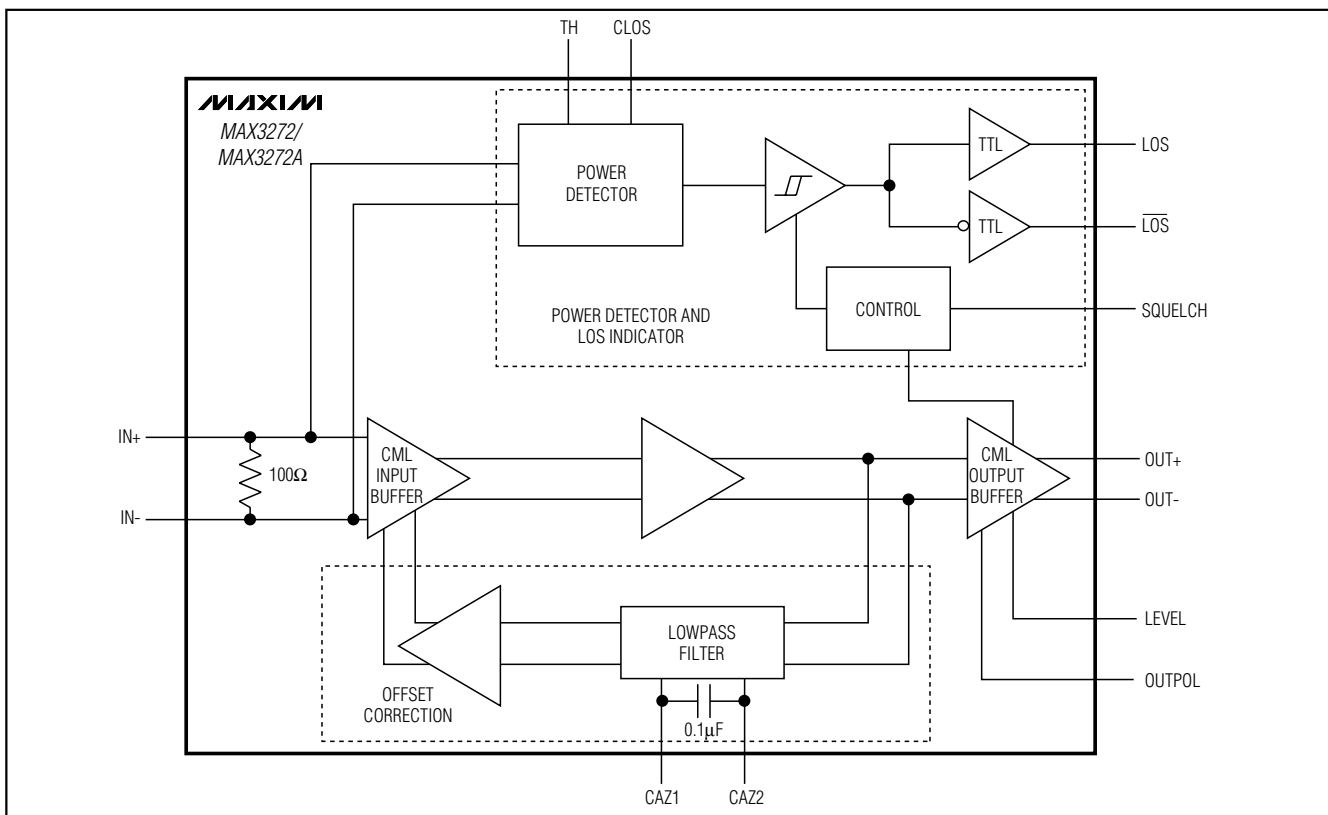 TH
CLOS
MAXIM
MAX3272/
MAX3272A
POWER
DETECTOR
TTL
LOS
TTL
L̅O̅S̅
CONTROL
SQUELCH
POWER DETECTOR AND
LOS INDICATOR
IN+
100Ω
IN-
CML
INPUT
BUFFER
CML
OUTPUT
BUFFER
OUT+
OUT-
LOWPASS
FILTER
LEVEL
OFFSET
CORRECTION
OUTPOL
0.1µF
CAZ1
CAZ2